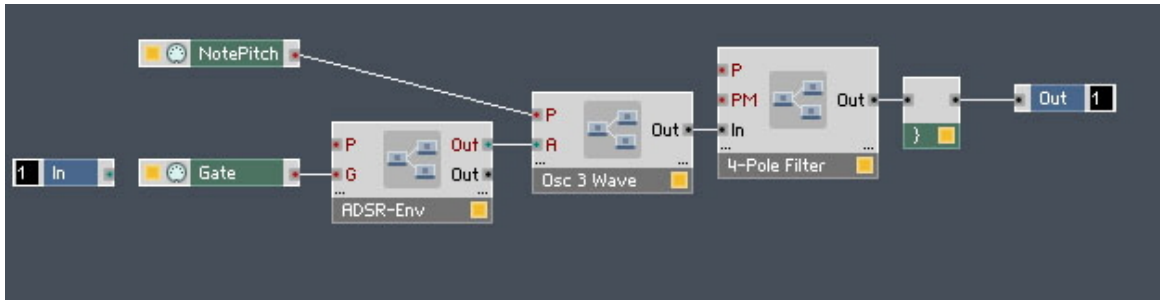 NotePitch
1 In
Gate
P
G
Out
Out
...
...
ADSR-Env
P
A
Out
...
...
Osc 3 Wave
P
PM
In
Out
...
...
4-Pole Filter
}
Out 1